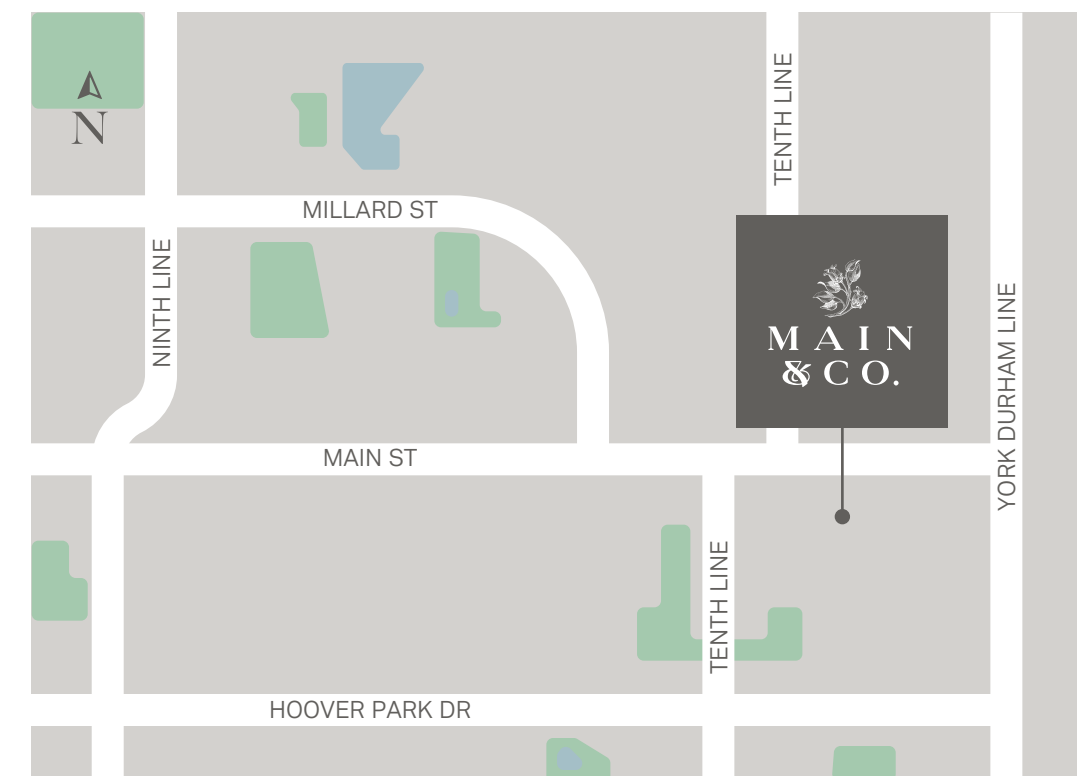 N
TENTH LINE
MILLARD ST
NINTH LINE
MAIN
&CO.
YORK DURHAM LINE
MAIN ST
TENTH LINE
HOOVER PARK DR